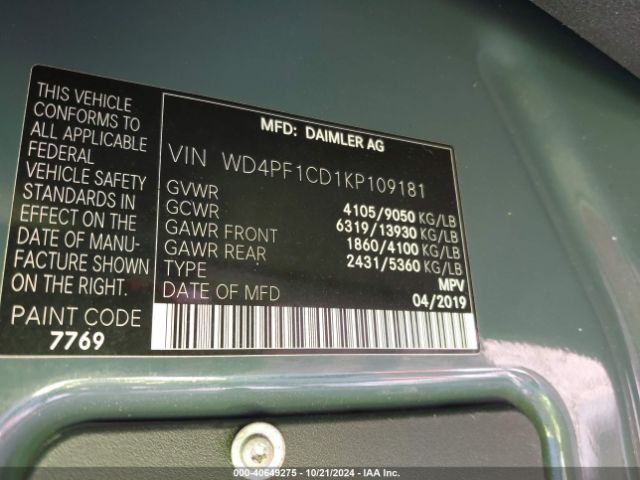 THIS VEHICLE
CONFORMS TO
ALL APPLICABLE
FEDERAL
VEHICLE SAFETY
STANDARDS IN
EFFECT ON THE
DATE OF MANU-
FACTURE SHOWN
ON THE RIGHT.
PAINT CODE
7769
MFD: DAIMLER AG
VIN WD4PF1CD1KP109181
GVWR 4105/9050 KG/LB
GCWR 6319/13930 KG/LB
GAWR FRONT 1860/4100 KG/LB
GAWR REAR 2431/5360 KG/LB
TYPE MPV
DATE OF MFD 04/2019
000-40649275 - 10/21/2024 - IAA Inc.